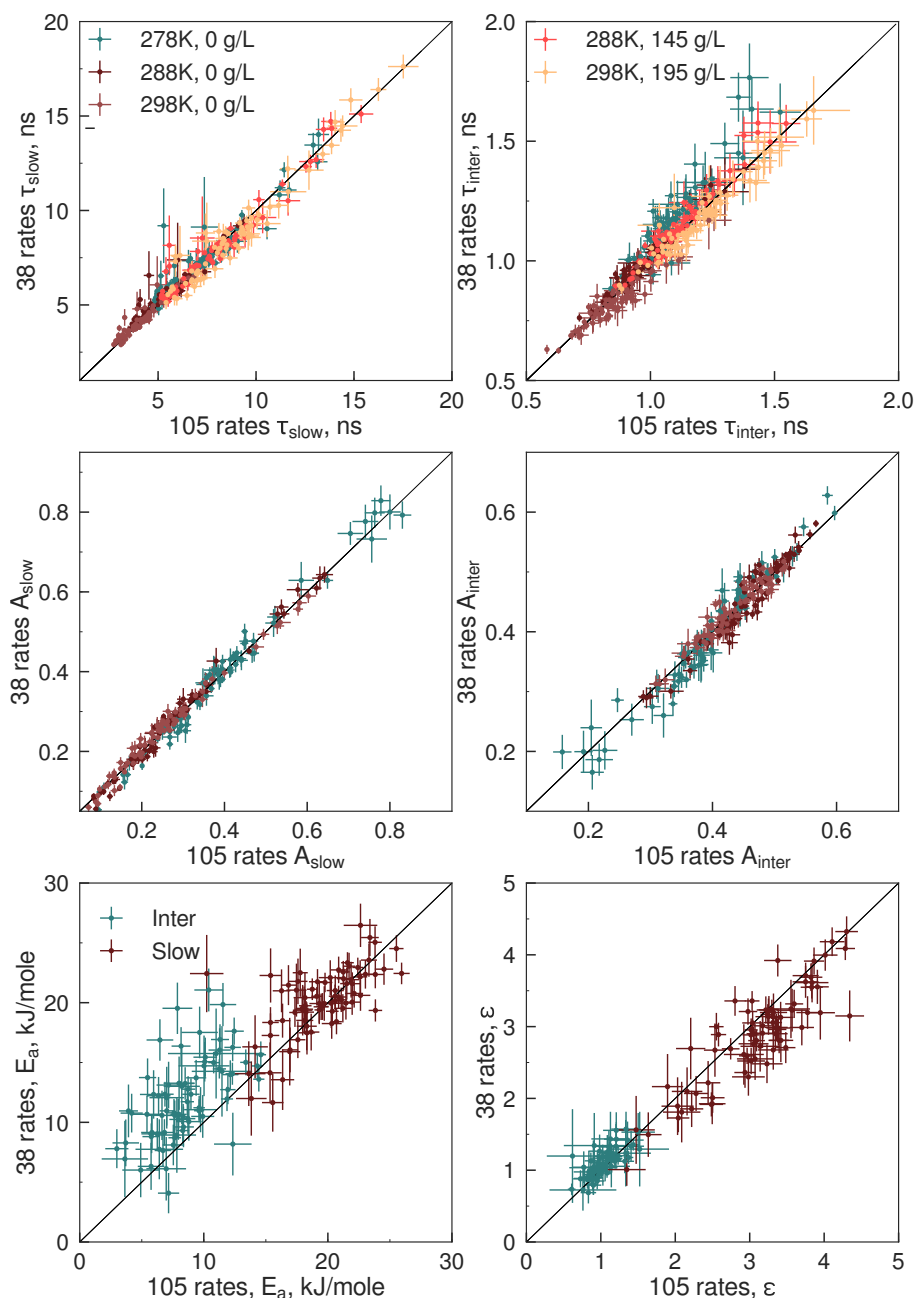 20
15
10
5
38 rates τslow, ns
278K, 0 g/L
288K, 0 g/L
298K, 0 g/L
5 10 15 20
105 rates τslow, ns
2.0
1.5
1.0
0.5
38 rates τinter, ns
288K, 145 g/L
298K, 195 g/L
0.5 1.0 1.5 2.0
105 rates τinter, ns
0.8
0.6
0.4
0.2
38 rates Aslow
0.2 0.4 0.6 0.8
105 rates Aslow
0.6
0.4
0.2
38 rates Ainter
0.2 0.4 0.6
105 rates Ainter
30
20
10
0
38 rates, Ea, kJ/mole
Inter
Slow
0 10 20 30
105 rates, Ea, kJ/mole
5
4
3
2
1
0
38 rates, ε
0 1 2 3 4 5
105 rates, ε